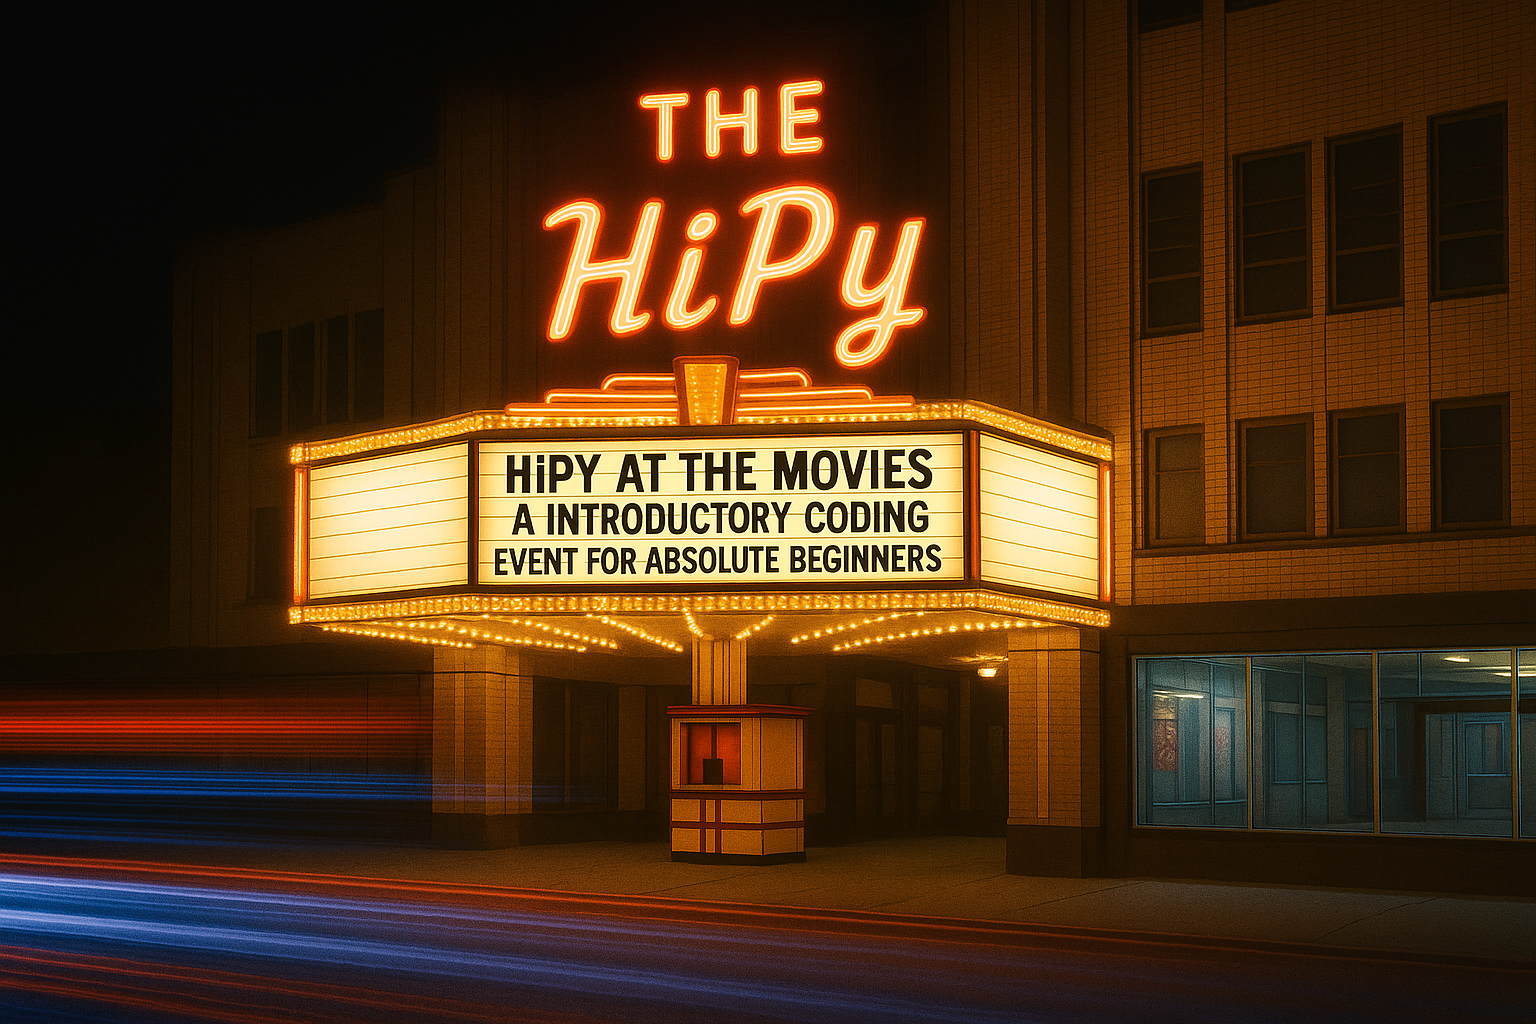 THE
HiPy
HiPY AT THE MOVIES
A INTRODUCTORY CODING
EVENT FOR ABSOLUTE BEGINNERS